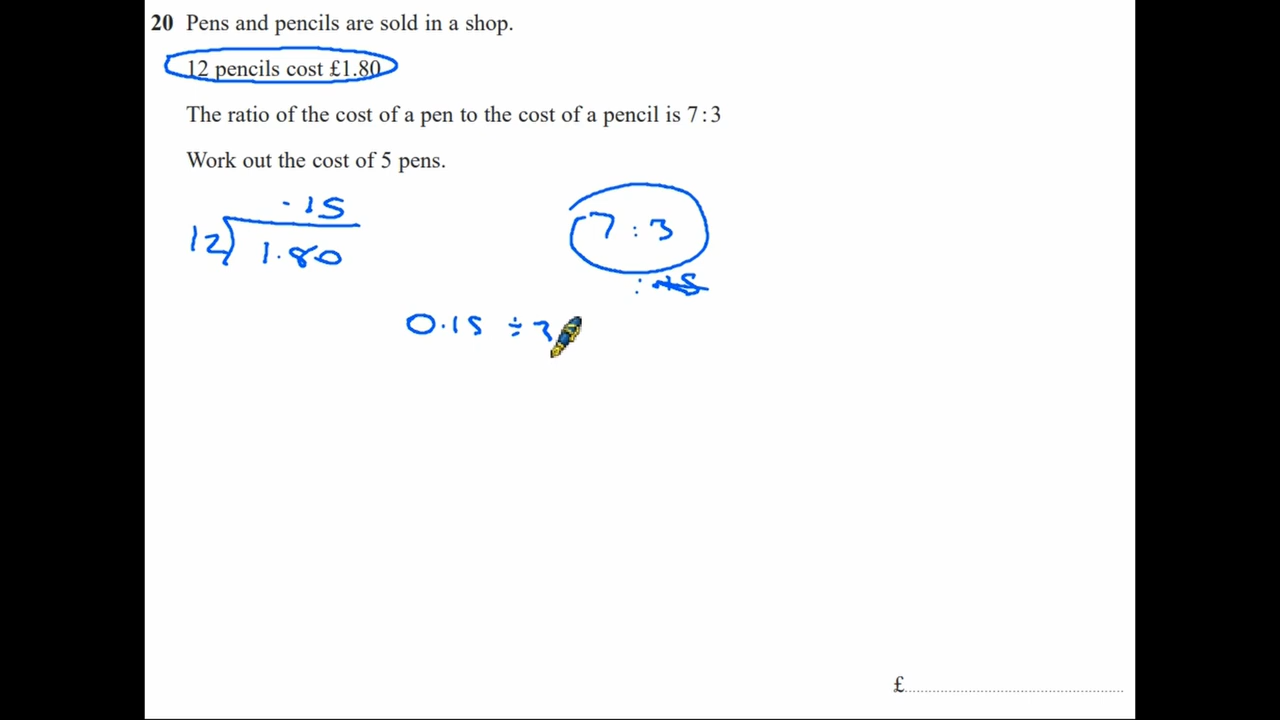 20 Pens and pencils are sold in a shop.
12 pencils cost £1.80
The ratio of the cost of a pen to the cost of a pencil is 7:3
Work out the cost of 5 pens.
.15
12 1.80
7 : 3
: 15
0.15 ÷ 3
£